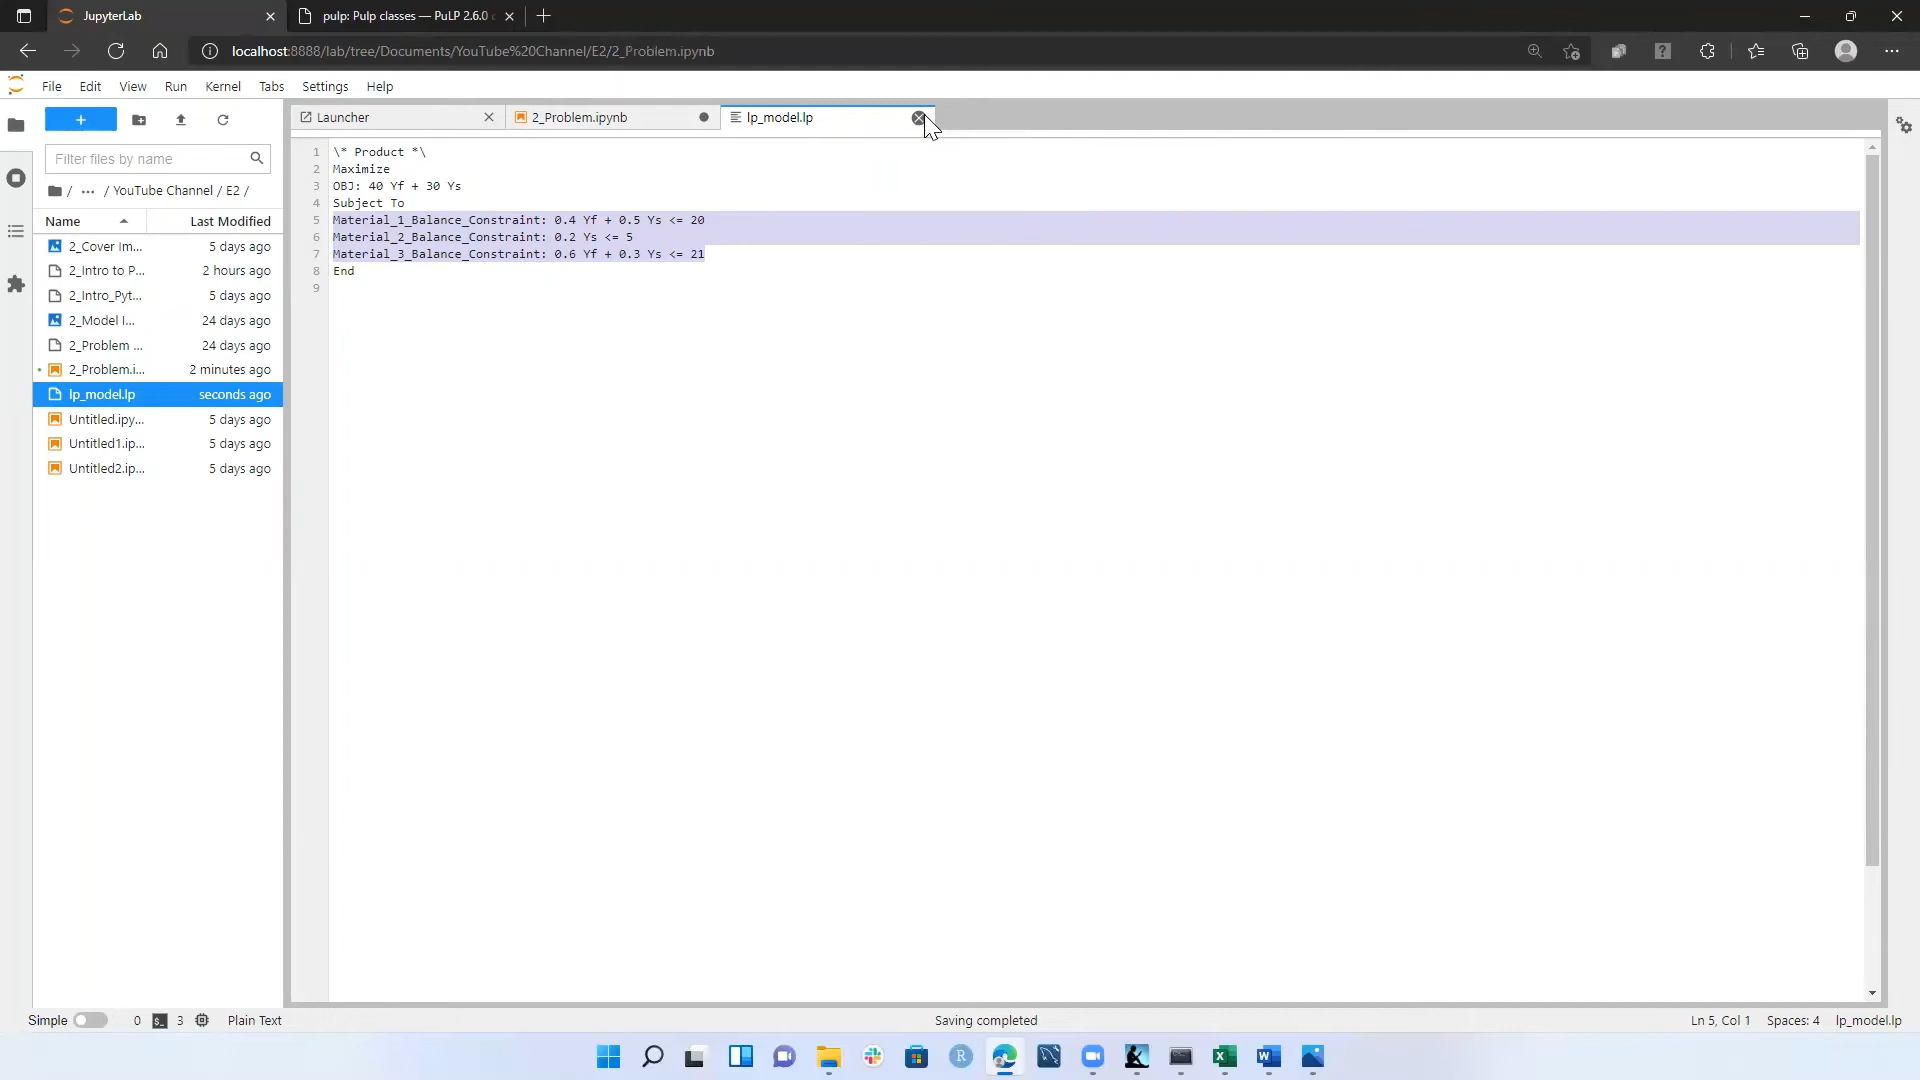 JupyterLab
pulp: Pulp classes — PuLP 2.6.0
localhost:8888/lab/tree/Documents/YouTube%20Channel/E2/2_Problem.ipynb
File Edit View Run Kernel Tabs Settings Help
Launcher
2_Problem.ipynb
lp_model.lp
Filter files by name
/ ... / YouTube Channel / E2 /
Name Last Modified
2_Cover Im... 5 days ago
2_Intro to P... 2 hours ago
2_Intro_Pyt... 5 days ago
2_Model I... 24 days ago
2_Problem ... 24 days ago
2_Problem.i... 2 minutes ago
lp_model.lp seconds ago
Untitled.ipy... 5 days ago
Untitled1.ip... 5 days ago
Untitled2.ip... 5 days ago
1 \* Product *\
2 Maximize
3 OBJ: 40 Yf + 30 Ys
4 Subject To
5 Material_1_Balance_Constraint: 0.4 Yf + 0.5 Ys <= 20
6 Material_2_Balance_Constraint: 0.2 Ys <= 5
7 Material_3_Balance_Constraint: 0.6 Yf + 0.3 Ys <= 21
8 End
9
Simple 0 $_ 3 Plain Text
Saving completed
Ln 5, Col 1 Spaces: 4 lp_model.lp